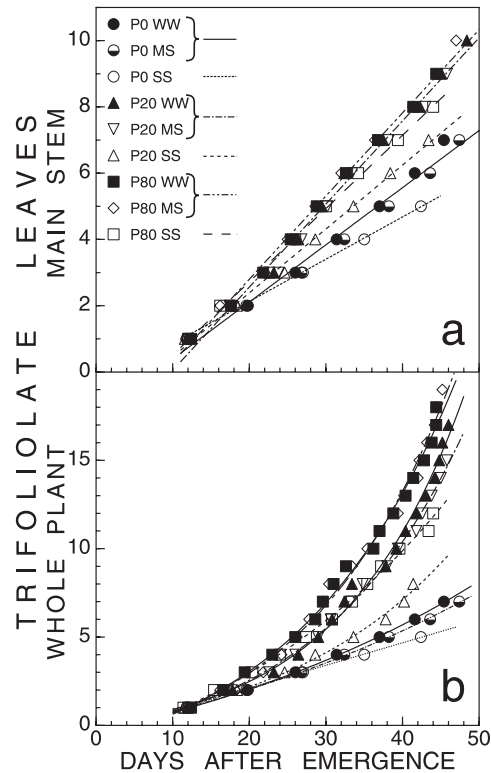 TRIFOLIOLATE LEAVES
MAIN STEM
WHOLE PLANT
10
8
6
4
2
0
P0 WW
P0 MS
P0 SS
P20 WW
P20 MS
P20 SS
P80 WW
P80 MS
P80 SS
a
15
10
5
0
b
0 10 20 30 40 50
DAYS AFTER EMERGENCE